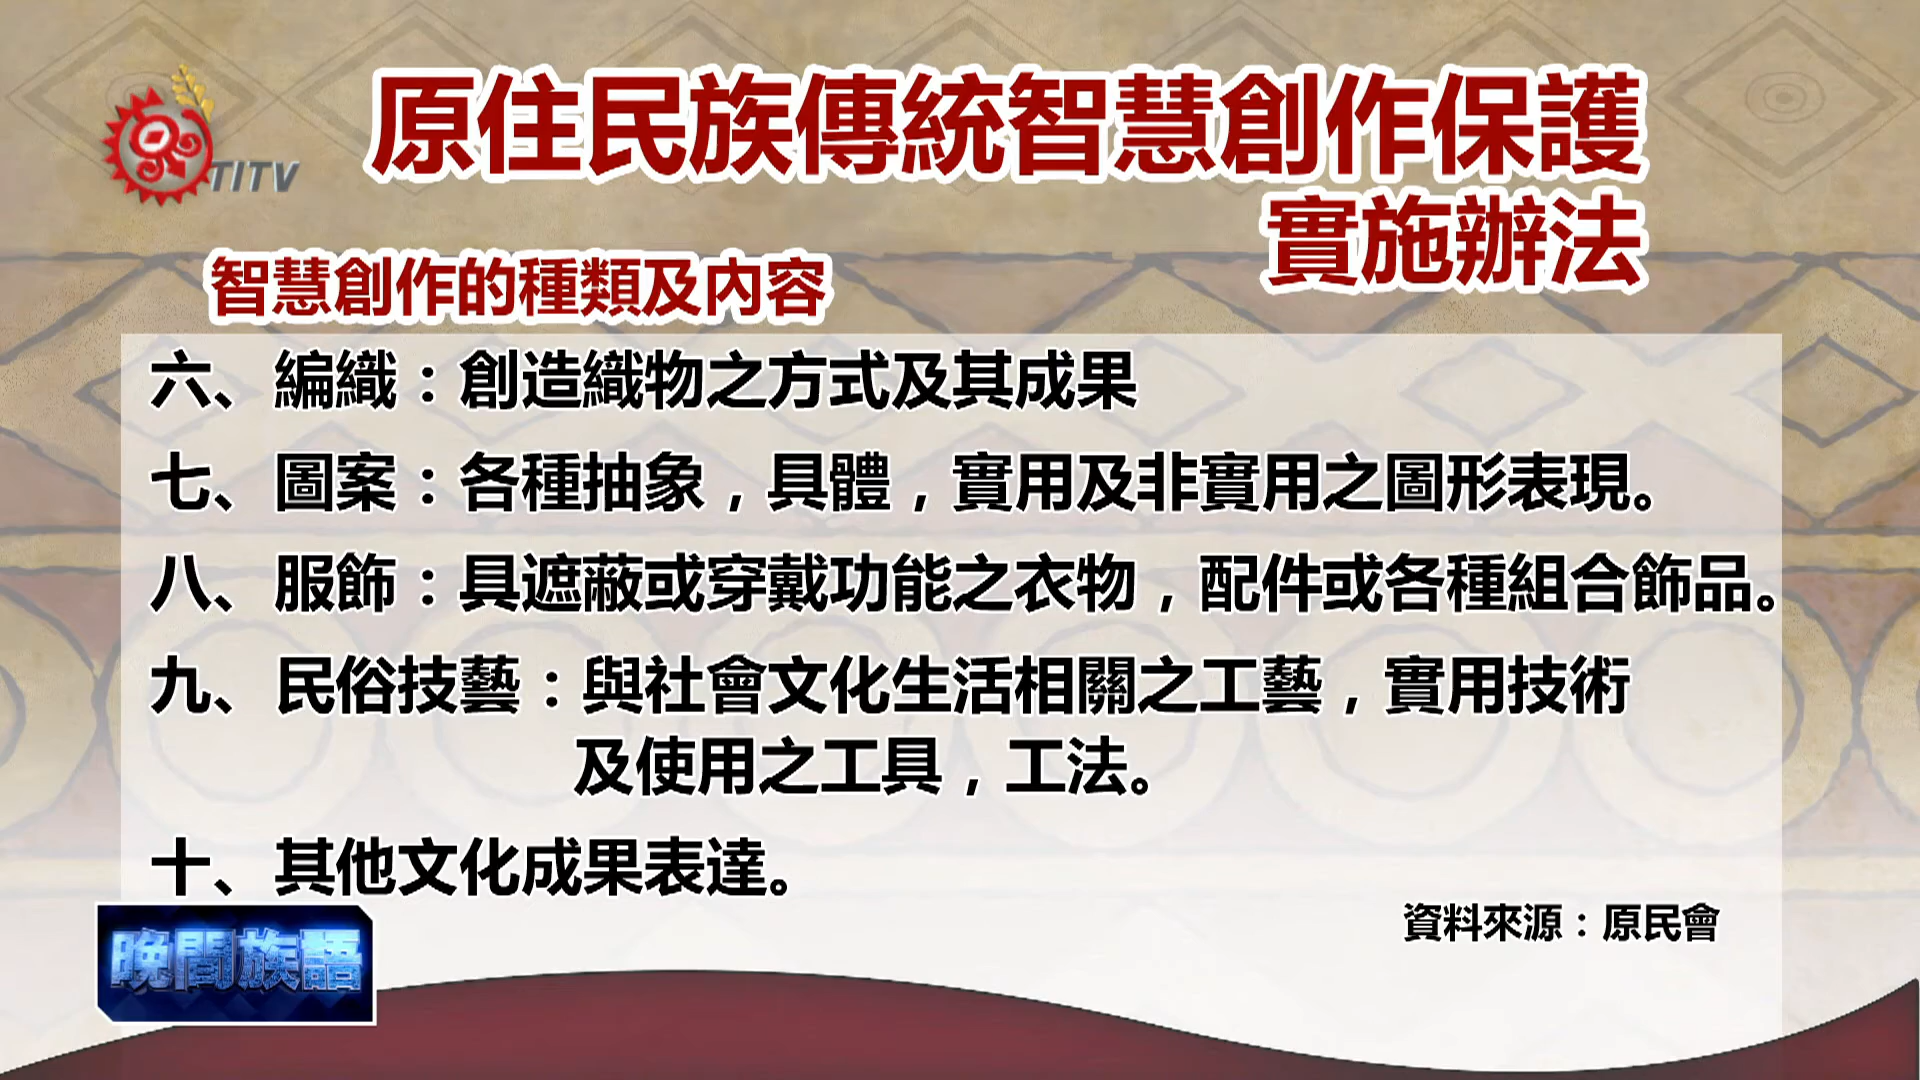 TITV
原住民族傳統智慧創作保護
實施辦法
智慧創作的種類及內容
六、編織：創造織物之方式及其成果
七、圖案：各種抽象，具體，實用及非實用之圖形表現。
八、服飾：具遮蔽或穿戴功能之衣物，配件或各種組合飾品。
九、民俗技藝：與社會文化生活相關之工藝，實用技術
及使用之工具，工法。
十、其他文化成果表達。
資料來源：原民會
晚間族語